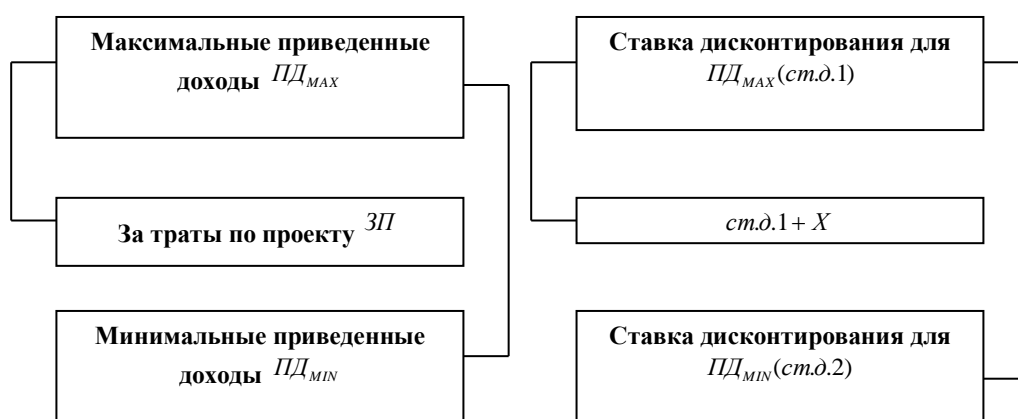 Максимальные приведенные
доходы ПД_MAX
За траты по проекту ЗП
Минимальные приведенные
доходы ПД_MIN
Ставка дисконтирования для
ПД_MAX(ст.д.1)
ст.д.1+ X
Ставка дисконтирования для
ПД_MIN(ст.д.2)